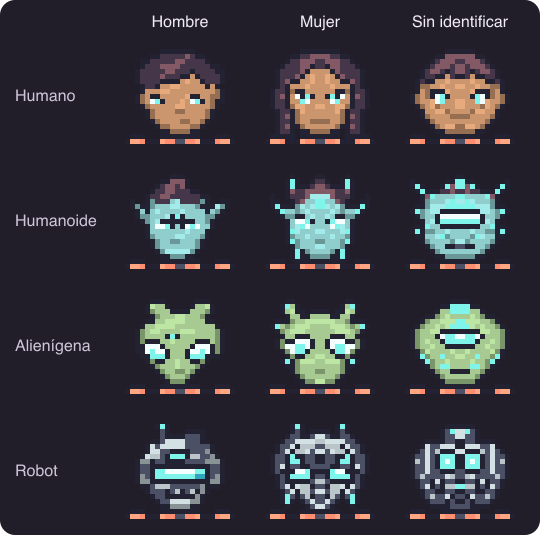 Hombre Mujer Sin identificar
Humano
Humanoide
Alienígena
Robot